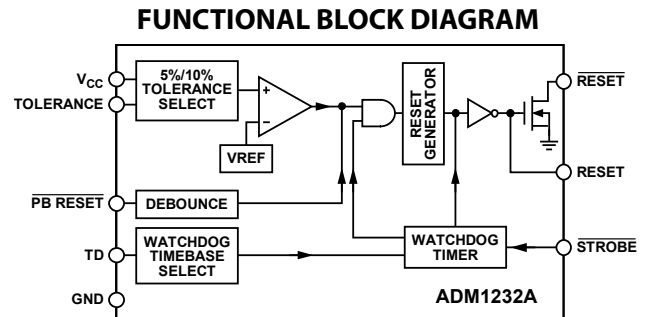 FUNCTIONAL BLOCK DIAGRAM
VCC
TOLERANCE
5%/10%
TOLERANCE
SELECT
+
−
VREF
RESET
GENERATOR
RESET
RESET
PB RESET
DEBOUNCE
TD
WATCHDOG
TIMEBASE
SELECT
WATCHDOG
TIMER
STROBE
GND
ADM1232A